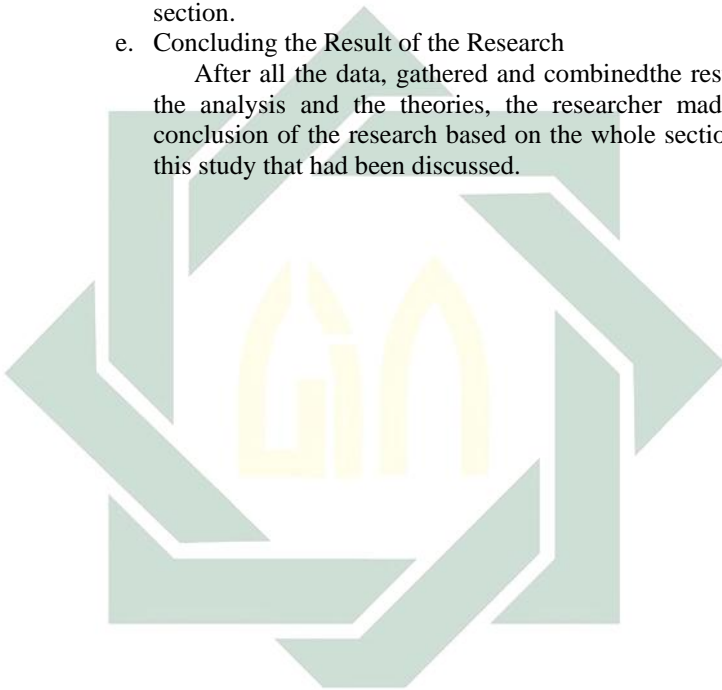 section.
e. Concluding the Result of the Research
After all the data, gathered and combinedthe res
the analysis and the theories, the researcher mad
conclusion of the research based on the whole sectio
this study that had been discussed.